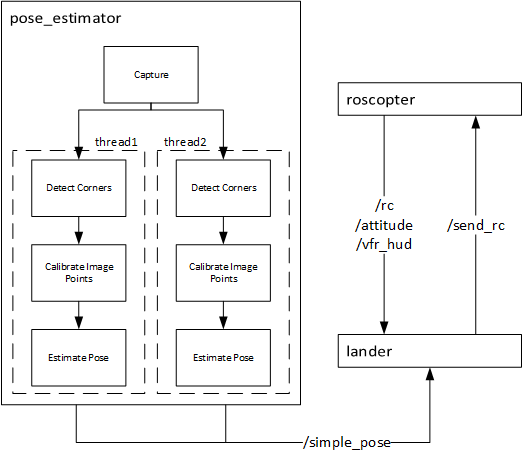 pose_estimator
Capture
thread1
thread2
Detect Corners
Detect Corners
Calibrate Image
Points
Calibrate Image
Points
Estimate Pose
Estimate Pose
roscopter
/rc
/attitude
/vfr_hud
/send_rc
lander
/simple_pose